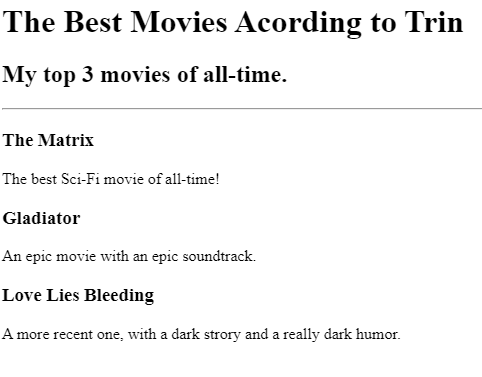 The Best Movies Acording to Trin
My top 3 movies of all-time.
The Matrix
The best Sci-Fi movie of all-time!
Gladiator
An epic movie with an epic soundtrack.
Love Lies Bleeding
A more recent one, with a dark strory and a really dark humor.